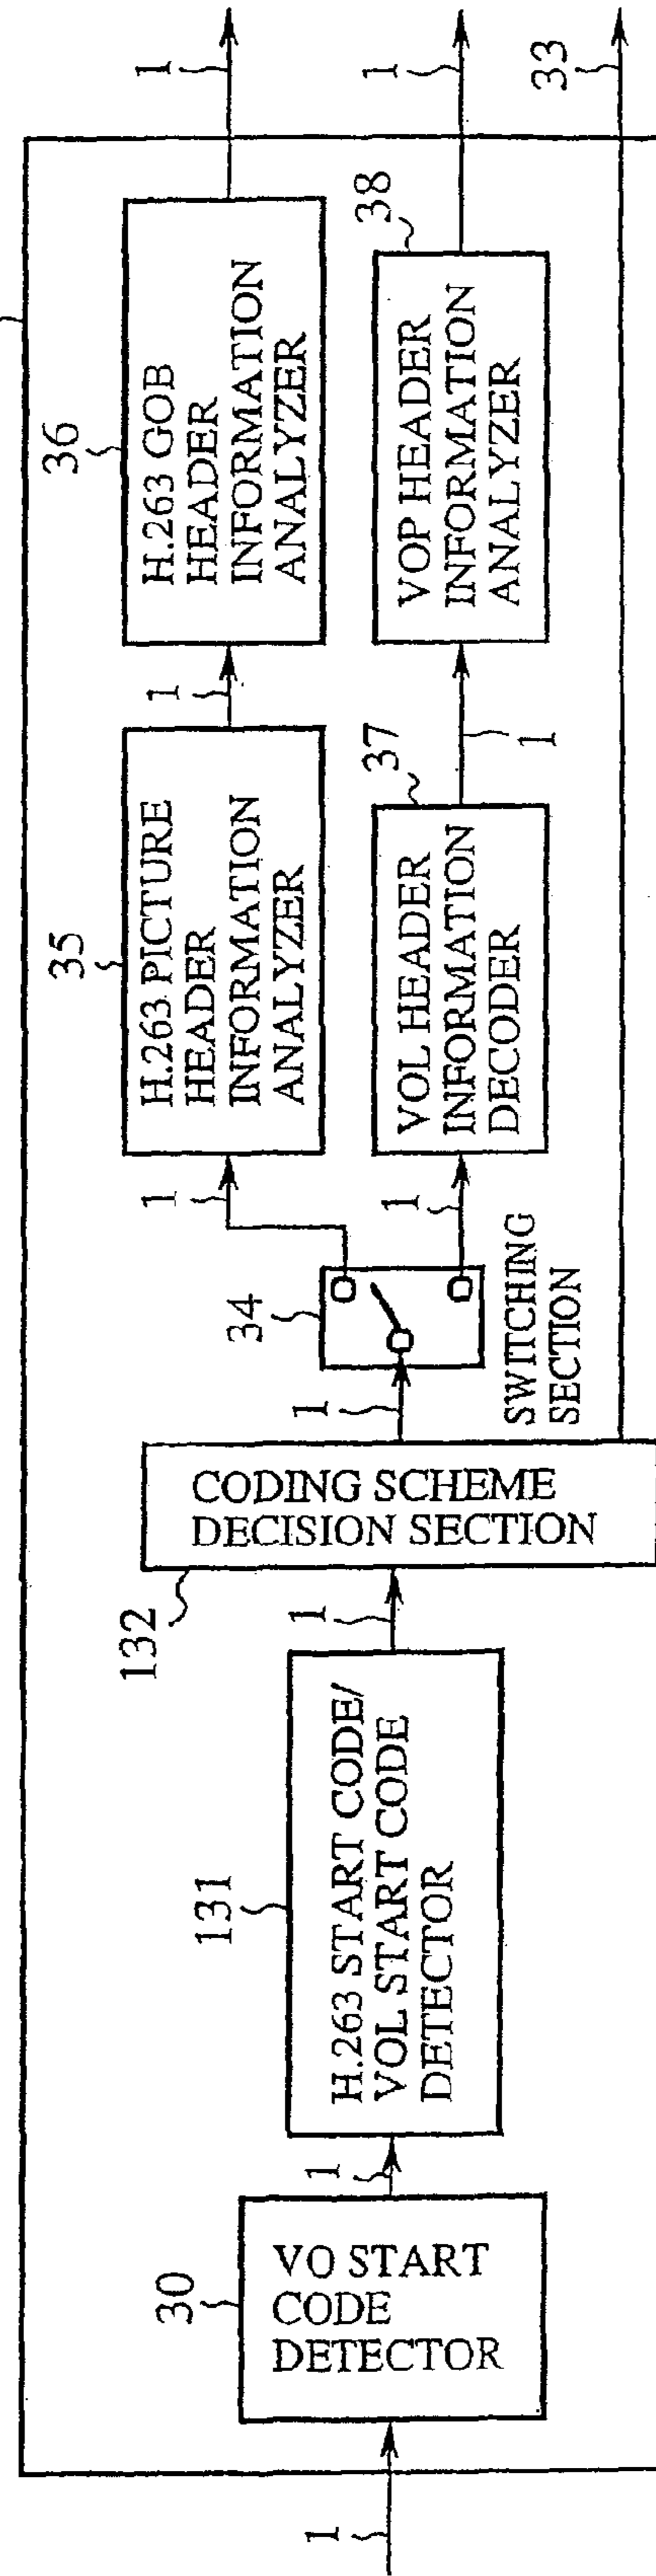 1
30
VO START
CODE
DETECTOR
1
131
H.263 START CODE/
VOL START CODE
DETECTOR
1
132
CODING SCHEME
DECISION SECTION
1
34
SWITCHING
SECTION
1
35
H.263 PICTURE
HEADER
INFORMATION
ANALYZER
1
36
H.263 GOB
HEADER
INFORMATION
ANALYZER
1
1
37
VOL HEADER
INFORMATION
DECODER
1
38
VOP HEADER
INFORMATION
ANALYZER
1
33